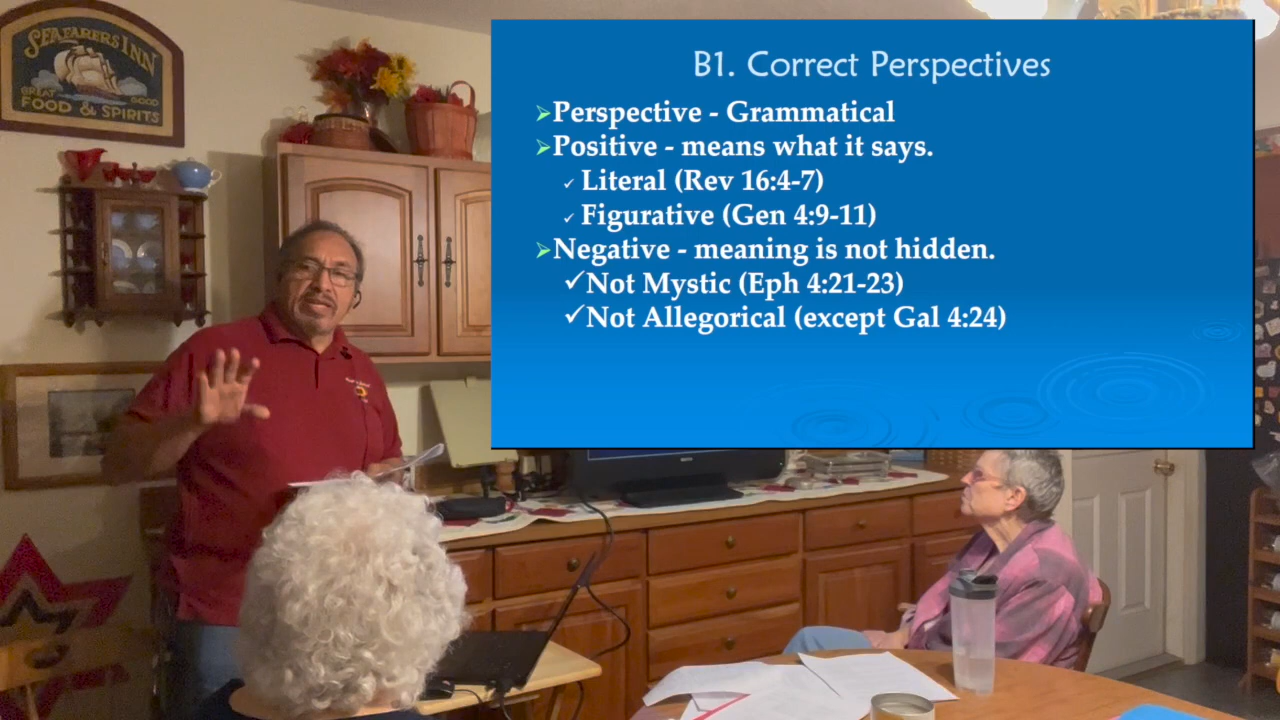 SEAFARERS INN
GREAT GOOD
FOOD & SPIRITS
B1. Correct Perspectives
➢Perspective - Grammatical
➢Positive - means what it says.
✓ Literal (Rev 16:4-7)
✓ Figurative (Gen 4:9-11)
➢Negative - meaning is not hidden.
✓Not Mystic (Eph 4:21-23)
✓Not Allegorical (except Gal 4:24)